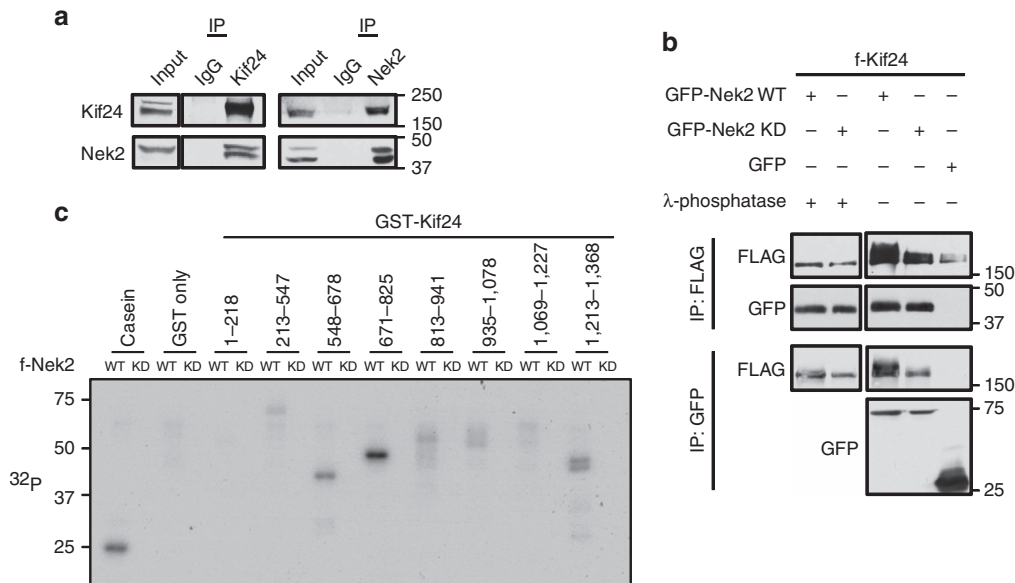 a
IP
IP
Input
IgG
Kif24
Input
IgG
Nek2
Kif24
250
150
Nek2
50
37
b
f-Kif24
GFP-Nek2 WT + – + – –
GFP-Nek2 KD – + – + –
GFP – – – – +
λ-phosphatase + + – – –
IP: FLAG
FLAG
150
GFP
50
37
IP: GFP
FLAG
150
GFP
75
25
c
GST-Kif24
Casein
GST only
1–218
213–547
548–678
671–825
813–941
935–1,078
1,069–1,227
1,213–1,368
f-Nek2 WT KD WT KD WT KD WT KD WT KD WT KD WT KD WT KD WT KD WT KD
75
50
32P
37
25